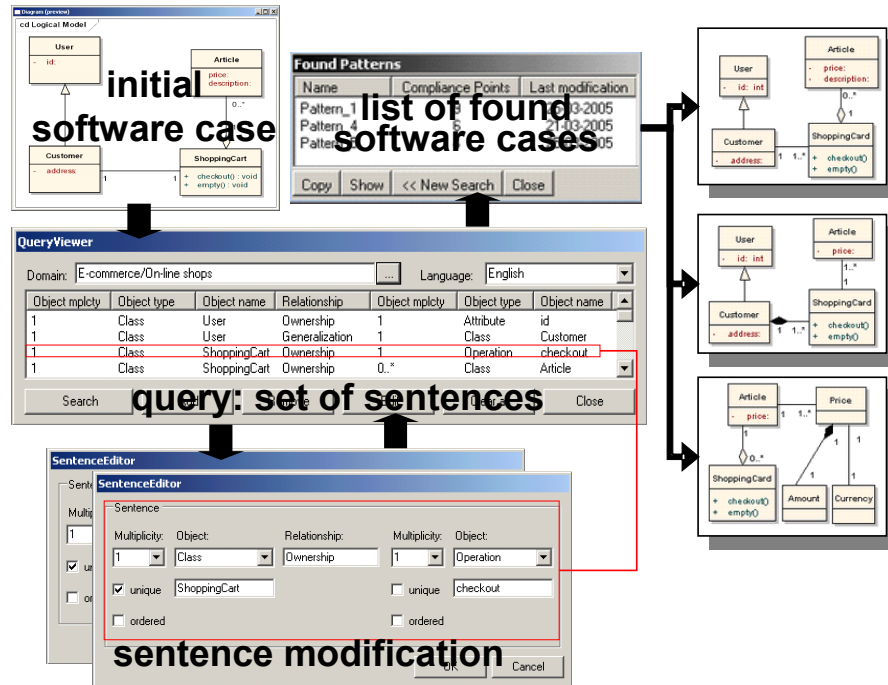 Diagram (preview)
cd Logical Model
User
- id:
Article
- price:
- description:
0..*
1
Customer
- address:
1
1
ShoppingCart
+ checkout() : void
+ empty() : void
initial
software case
Found Patterns
Name Compliance Points Last modification
Pattern_1
Pattern_4 6 21-03-2005
list of found
software cases
Copy Show << New Search Close
User
- id: int
Article
- price:
- description:
0..*
1
Customer
- address:
1 1..*
ShoppingCard
+ checkout()
+ empty()
QueryViewer
Domain: E-commerce/On-line shops ... Language: English
Object mplcty Object type Object name Relationship Object mplcty Object type Object name
1 Class User Ownership 1 Attribute id
1 Class User Generalization 1 Class Customer
1 Class ShoppingCart Ownership 1 Operation checkout
1 Class ShoppingCart Ownership 0..* Class Article
Search Close
query: set of sentences
User
- id: int
Article
- price:
1..*
1
Customer
- address:
1 1..*
ShoppingCard
+ checkout()
+ empty()
Article
- price:
1 1..*
Price
1
0..*
ShoppingCard
+ checkout()
+ empty()
1
1
1
1
Amount
Currency
SentenceEditor
1
SentenceEditor
Sentence
Multiplicity: Object: Relationship: Multiplicity: Object:
1 Class Ownership 1 Operation
unique ShoppingCart unique checkout
ordered ordered
sentence modification
OK Cancel